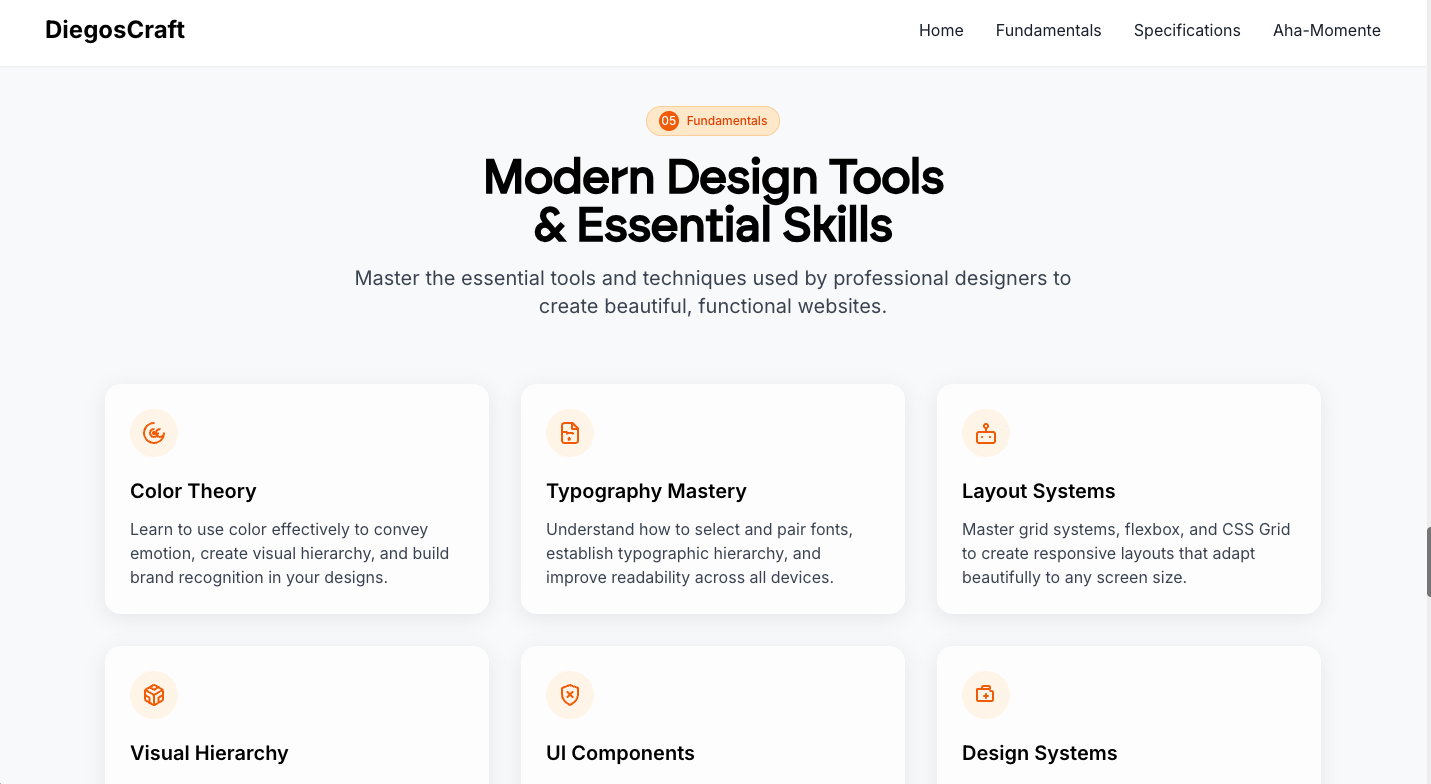 DiegosCraft
Home
Fundamentals
Specifications
Aha-Momente
05 Fundamentals
Modern Design Tools
& Essential Skills
Master the essential tools and techniques used by professional designers to
create beautiful, functional websites.
Color Theory
Learn to use color effectively to convey
emotion, create visual hierarchy, and build
brand recognition in your designs.
Typography Mastery
Understand how to select and pair fonts,
establish typographic hierarchy, and
improve readability across all devices.
Layout Systems
Master grid systems, flexbox, and CSS Grid
to create responsive layouts that adapt
beautifully to any screen size.
Visual Hierarchy
UI Components
Design Systems